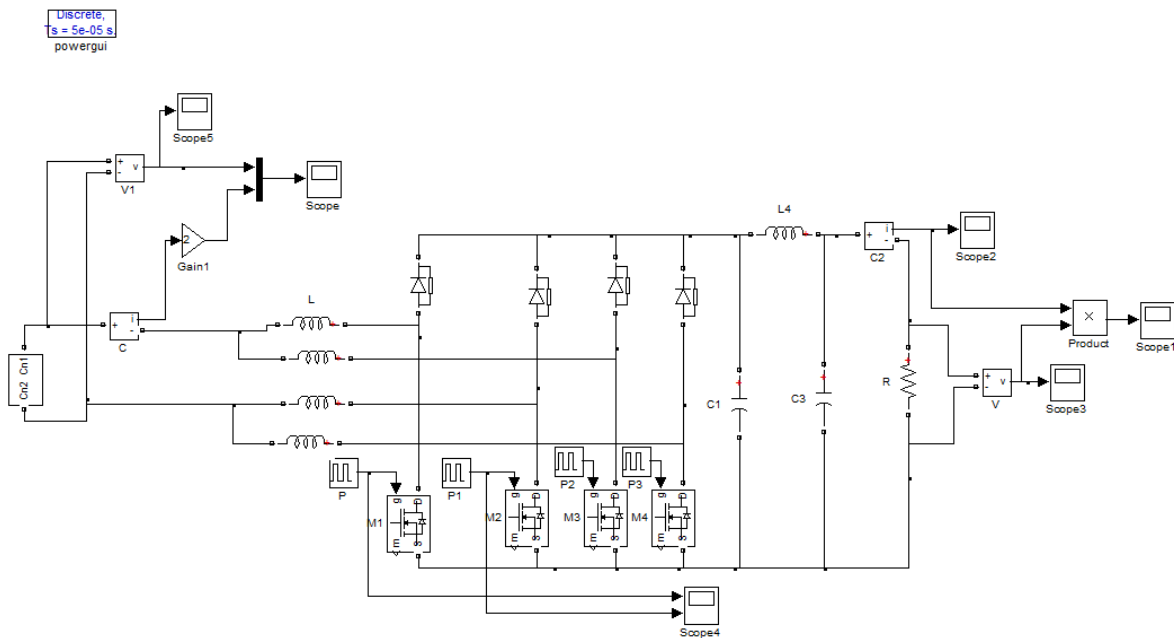 Discrete,
Ts = 5e-05 s.
powergui
Scope5
+
-
v
V1
Scope
2
Gain1
L4
+
i
-
C2
Scope2
L
+
i
-
C
×
Product
Scope1
Cn1
Cn2
R
+
-
v
V
Scope3
C1
C3
P
P1
P2
P3
g
D
M1
E
S
g
D
M2
E
S
g
D
M3
E
S
g
D
M4
E
S
Scope4